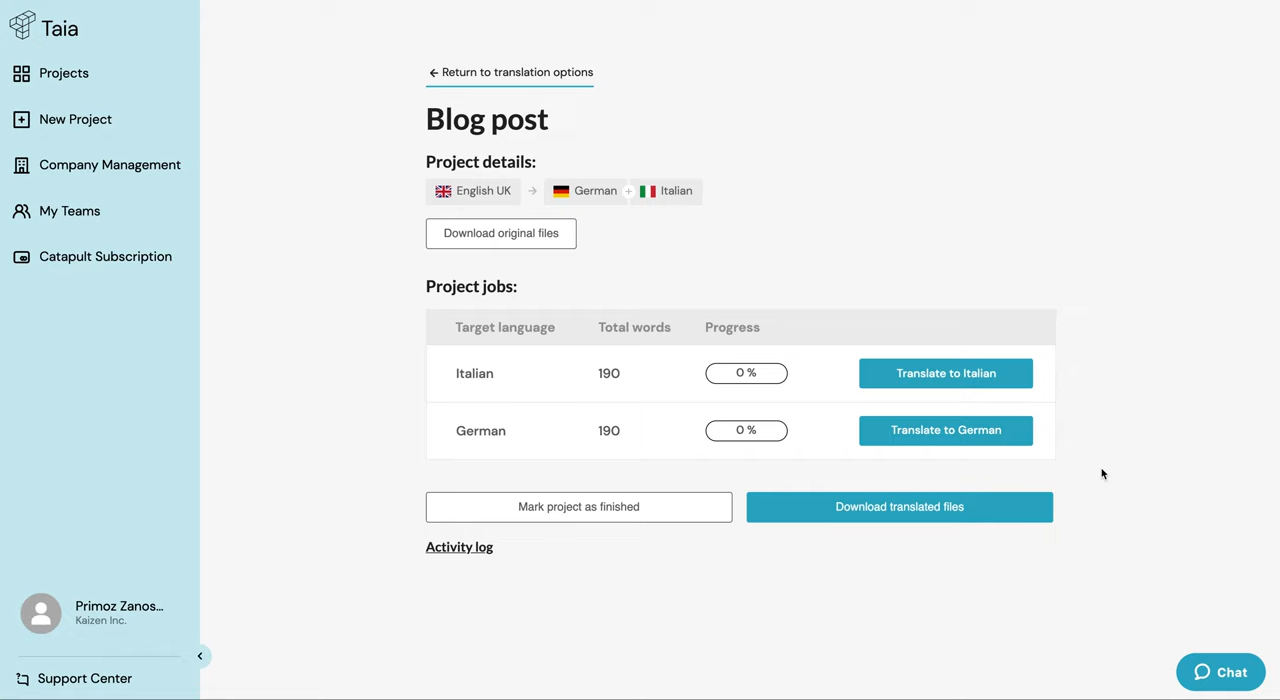 Taia
Projects
New Project
Company Management
My Teams
Catapult Subscription
Primoz Zanos...
Kaizen Inc.
Support Center
← Return to translation options
Blog post
Project details:
English UK → German + Italian
Download original files
Project jobs:
Target language Total words Progress
Italian 190 0 % Translate to Italian
German 190 0 % Translate to German
Mark project as finished Download translated files
Activity log
Chat